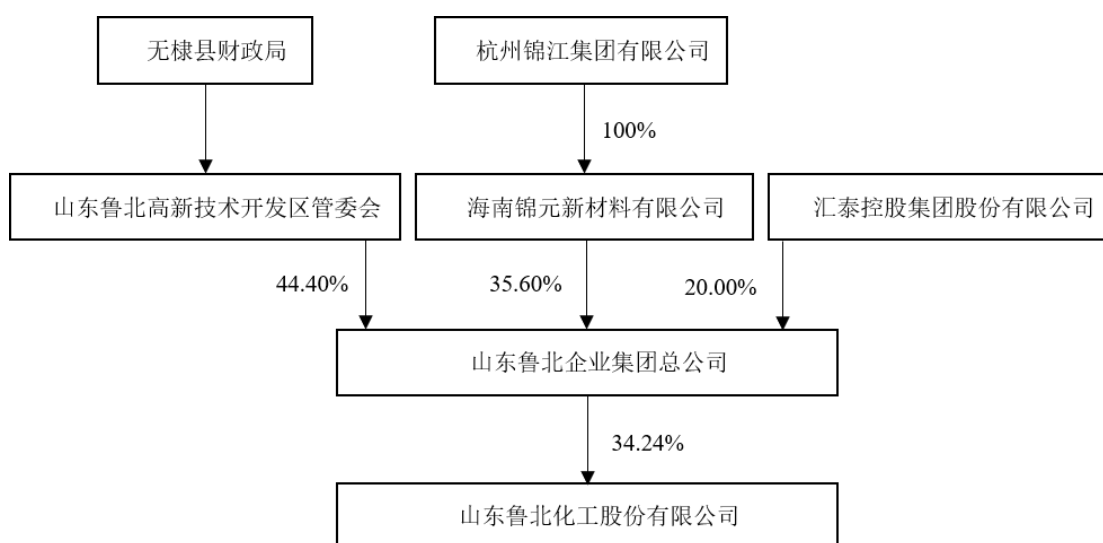 无棣县财政局
杭州锦江集团有限公司
100%
山东鲁北高新技术开发区管委会
海南锦元新材料有限公司
汇泰控股集团股份有限公司
44.40%
35.60%
20.00%
山东鲁北企业集团总公司
34.24%
山东鲁北化工股份有限公司